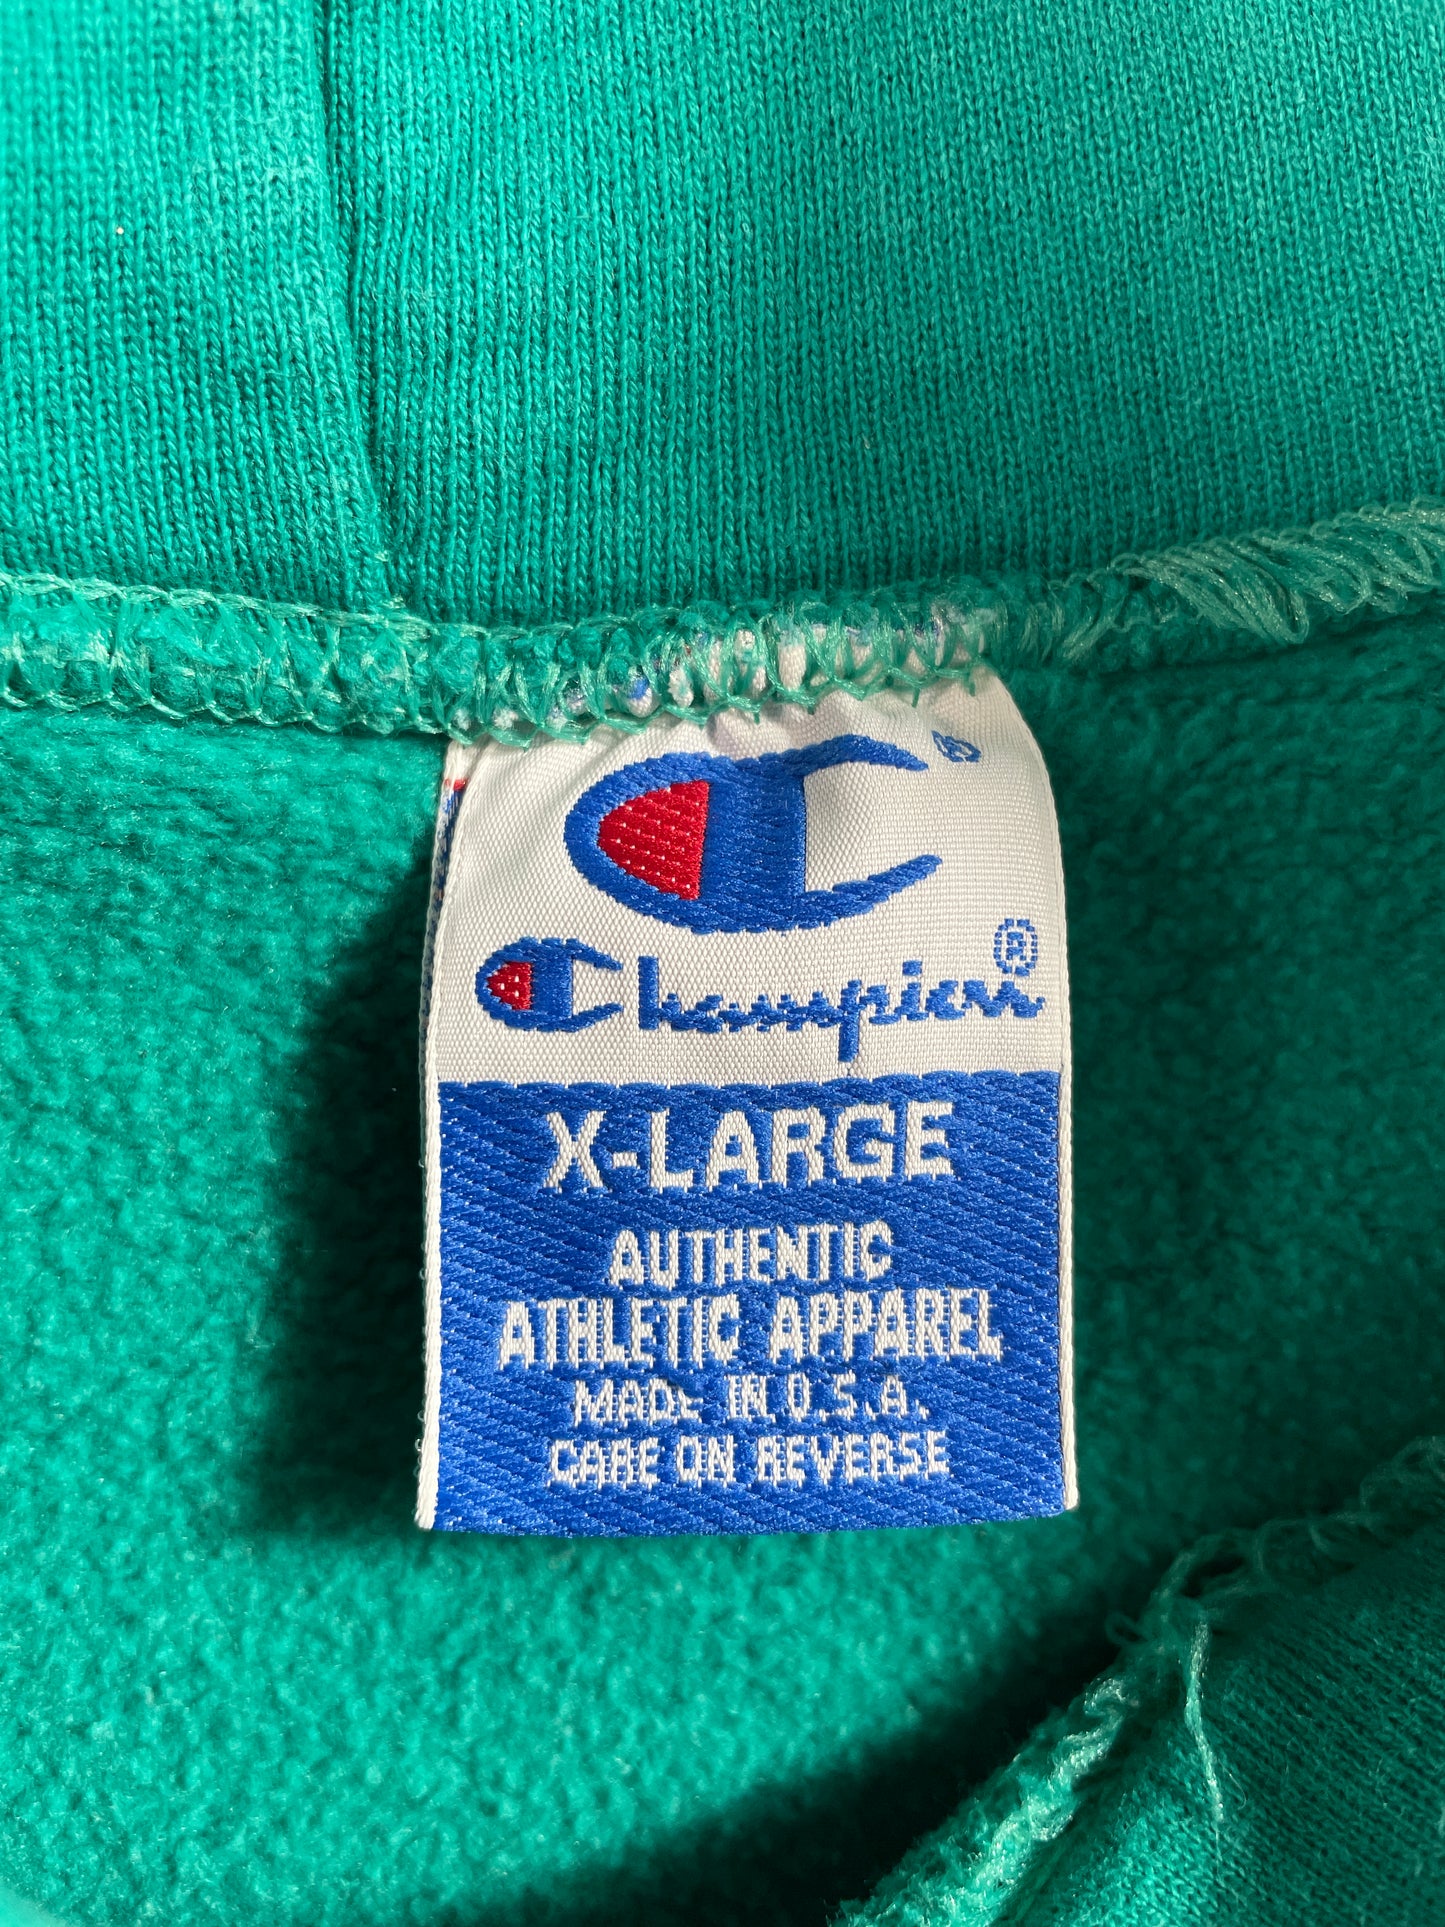 ®
Champion®
X-LARGE
AUTHENTIC
ATHLETIC APPAREL
MADE IN U.S.A.
CARE ON REVERSE